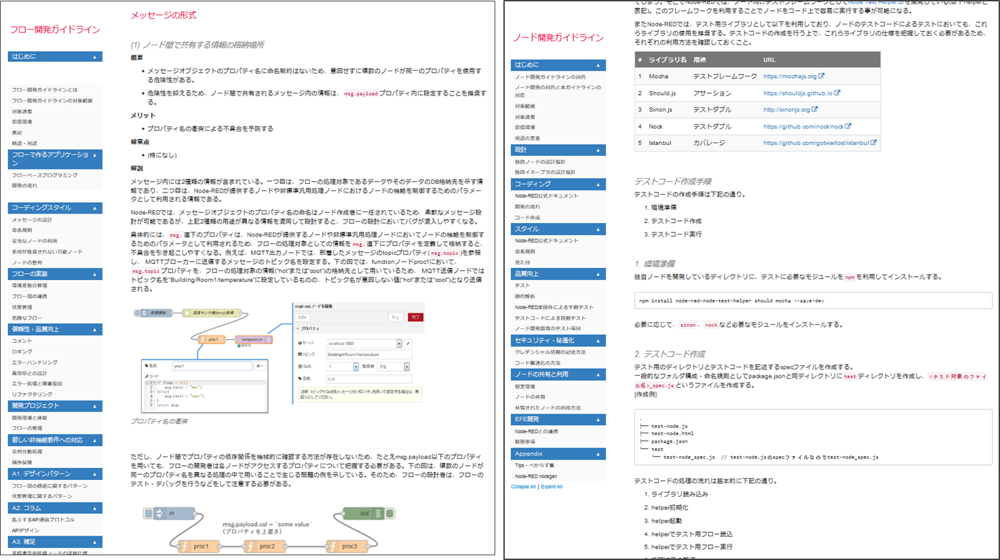 フロー開発ガイドライン
はじめに
フロー開発ガイドラインとは
フロー開発ガイドラインの対象範囲
対象読者
前提環境
表記
略語・用語
フローで作るアプリケーショ
ン
フローベースプログラミング
開発の流れ
コーディングスタイル
メッセージの設計
命名規則
妥当なノードの利用
多用が推奨されない万能ノード
ノードの整列
フローの実装
環境変数の管理
フロー間の連携
状態管理
危険なフロー
信頼性・品質向上
コメント
ロギング
エラーハンドリング
異常停止の設計
エラー処理と障害復旧
リファクタリング
開発プロジェクト
開発環境と体制
フローの管理
厳しい非機能要件への対応
並列分散処理
順序保障
A1. デザインパターン
フロー間の構造に関するパターン
状態管理に関するパターン
A2. コラム
乱立するAPI通信プロトコル
APIデザイン
A3. 補足
非標準汎用処理ノードの詳細仕様
メッセージの形式
(1) ノード間で共有する情報の格納場所
概要
• メッセージオブジェクトのプロパティ名に命名制約はないため、意図せずに複数のノードが同一のプロパティを使用す
る危険性がある。
• 危険性を抑えるため、ノード間で共有されるメッセージ内の情報は、msg.payload プロパティ内に設定することを推奨す
る。
メリット
• プロパティ名の衝突による不具合を予防する
留意点
• (特になし)
解説
メッセージ内には2種類の情報が含まれている。一つ目は、フローの処理対象であるデータやそのデータのDB格納先を示す情
報であり、二つ目は、Node-REDが提供するノードや非標準汎用処理ノードにおけるノードの機能を制御するためのパラメー
タとして利用される情報である。
Node-REDでは、メッセージオブジェクトのプロパティ名の命名はノード作成者に一任されているため、柔軟なメッセージ設
計が可能であるが、上記2種類の用途が異なる情報を混同して設計すると、フローの設計においてバグが混入しやすくなる。
具体的には、msg. 直下のプロパティは、Node-REDが提供するノードや非標準汎用処理ノードにおいてノードの機能を制御す
るためのパラメータとして利用されるため、フローの処理対象としての情報をmsg. 直下にプロパティを定義して格納すると、
不具合を引き起こしやすくなる。例えば、MQTT出力ノードでは、到着したメッセージのtopicプロパティ(msg.topic)を参照
し、MQTTブローカーに送信するメッセージのトピック名を設定する。下の図では、functionノードproc1において、
msg.topic プロパティを、フローの処理対象の情報("hot"または"cool")の格納先として用いているため、MQTT送信ノードでは
トピック名を"Building/Room1/temperature"に設定しているものの、トピック名が意図しない値("hot"または"cool")となり送信
される。
処理開始
温度センサ値(temp)取得
proc1
temperature
接続済
名前
proc1
コード
1 if (temp > 30){
2 msg.topic = "hot";
3 }else{
4 msg.topic = "cool";
5 }
6 return msg;
mqtt out ノードを編集
削除
中止
完了
プロパティ
サーバ
localhost:1883
トピック
Building/Room1/temperature
QoS
1
保持
する
名前
名前
注釈: トピックやQoSをメッセージのプロパティを用いて設定する場合は、無
記入にしてください。
プロパティ名の衝突
ただし、ノード間でプロパティの依存関係を機械的に確認する方法が存在しないため、たとえmsg.payload以下のプロパティ
を用いても、フローの開発者は各ノードがアクセスするプロパティについて把握する必要がある。下の図は、複数のノードが
同一のプロパティ名を異なる処理の中で用いることで生じる問題の例を示している。そのため、フローの設計者は、フローの
テスト・デバッグを行うなどをして注意する必要がある。
in
out
msg.payload.val = `some value`
(プロパティを上書き)
proc1
proc2
proc3
ノード開発ガイドライン
はじめに
ノード開発ガイドラインの目的
ノード開発の目的と本ガイドラインの
対応
対象範囲
対象読者
前提環境
用語の定義
設計
独自ノードの設計指針
独自イネーブラの設計指針
コーディング
Node-RED公式ドキュメント
開発の流れ
コード作成
スタイル
Node-RED公式ドキュメント
命名規則
見た目
品質向上
テスト
静的解析
Node-RED実操作による手動テスト
テストコードによる自動テスト
ノード開発固有のテスト項目
セキュリティ・秘匿化
クレデンシャル情報の記述方法
コード難読化の方法
ノードの共有と利用
想定環境
ノードの共有
共有されたノードの利用方法
EFE開発
Node-REDとの連携
制限事項
Appendix
Tips・べからず集
Node-RED nodegen
Collapse All | Expand All
表記)。このフレームワークを利用することでノードをコード上で容易に実行する事が可能になる。
またNode-REDでは、テスト用ライブラリとして以下を利用しており、ノードのテストコードによるテストにおいても、これ
らライブラリの使用を推奨する。テストコードの作成を行う上で、これらライブラリの仕様を把握しておく必要があるため、
それぞれの利用方法を確認しておくこと。
# ライブラリ名 用途 URL
1 Mocha テストフレームワーク https://mochajs.org
2 Should.js アサーション https://shouldjs.github.io
3 Sinon.js テストダブル http://sinonjs.org
4 Nock テストダブル https://github.com/nock/nock
5 Istanbul カバレージ https://github.com/gotwarlost/istanbul
テストコード作成手順
テストコードの作成手順は下記の通り。
1. 環境準備
2. テストコード作成
3. テストコード実行
1. 環境準備
独自ノードを開発しているディレクトリに、テストに必要なモジュールを npm を利用してインストールする。
npm install node-red-node-test-helper should mocha --save-dev
必要に応じて、sinon 、nock など必要なモジュールをインストールする。
2. テストコード作成
テスト用のディレクトリとテストコードを記述するspecファイルを作成する。
一般的なフォルダ構成・命名規則としてpackage.jsonと同ディレクトリに test ディレクトリを作成し、<テスト対象のファイ
ル名>_spec.js というファイルを作成する。
[作成例]
.
├── test-node.js
├── test-node.html
├── package.json
└── test
└── test-node_spec.js // test-node.jsのspecファイルなのでtest-node_spec.js
テストコードの処理の流れは基本的に下記の通り。
1. ライブラリ読み込み
2. helper初期化
3. helper起動
4. helperでテスト用フロー読込
5. helperでテスト用フロー実行